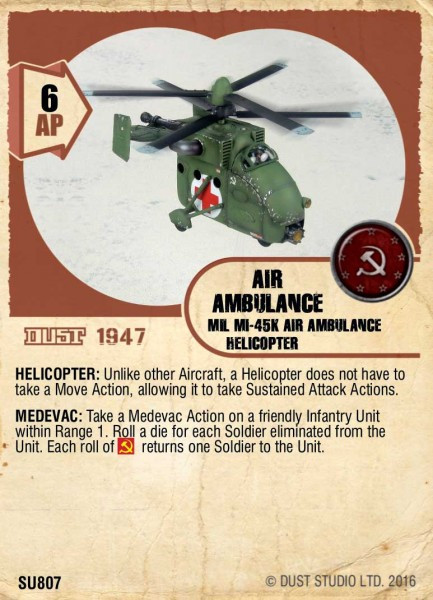 6
AP
AIR
AMBULANCE
MIL MI-45K AIR AMBULANCE
HELICOPTER
DUST 1947
HELICOPTER: Unlike other Aircraft, a Helicopter does not have to
take a Move Action, allowing it to take Sustained Attack Actions.
MEDEVAC: Take a Medevac Action on a friendly Infantry Unit
within Range 1. Roll a die for each Soldier eliminated from the
Unit. Each roll of returns one Soldier to the Unit.
SU807
© DUST STUDIO LTD. 2016